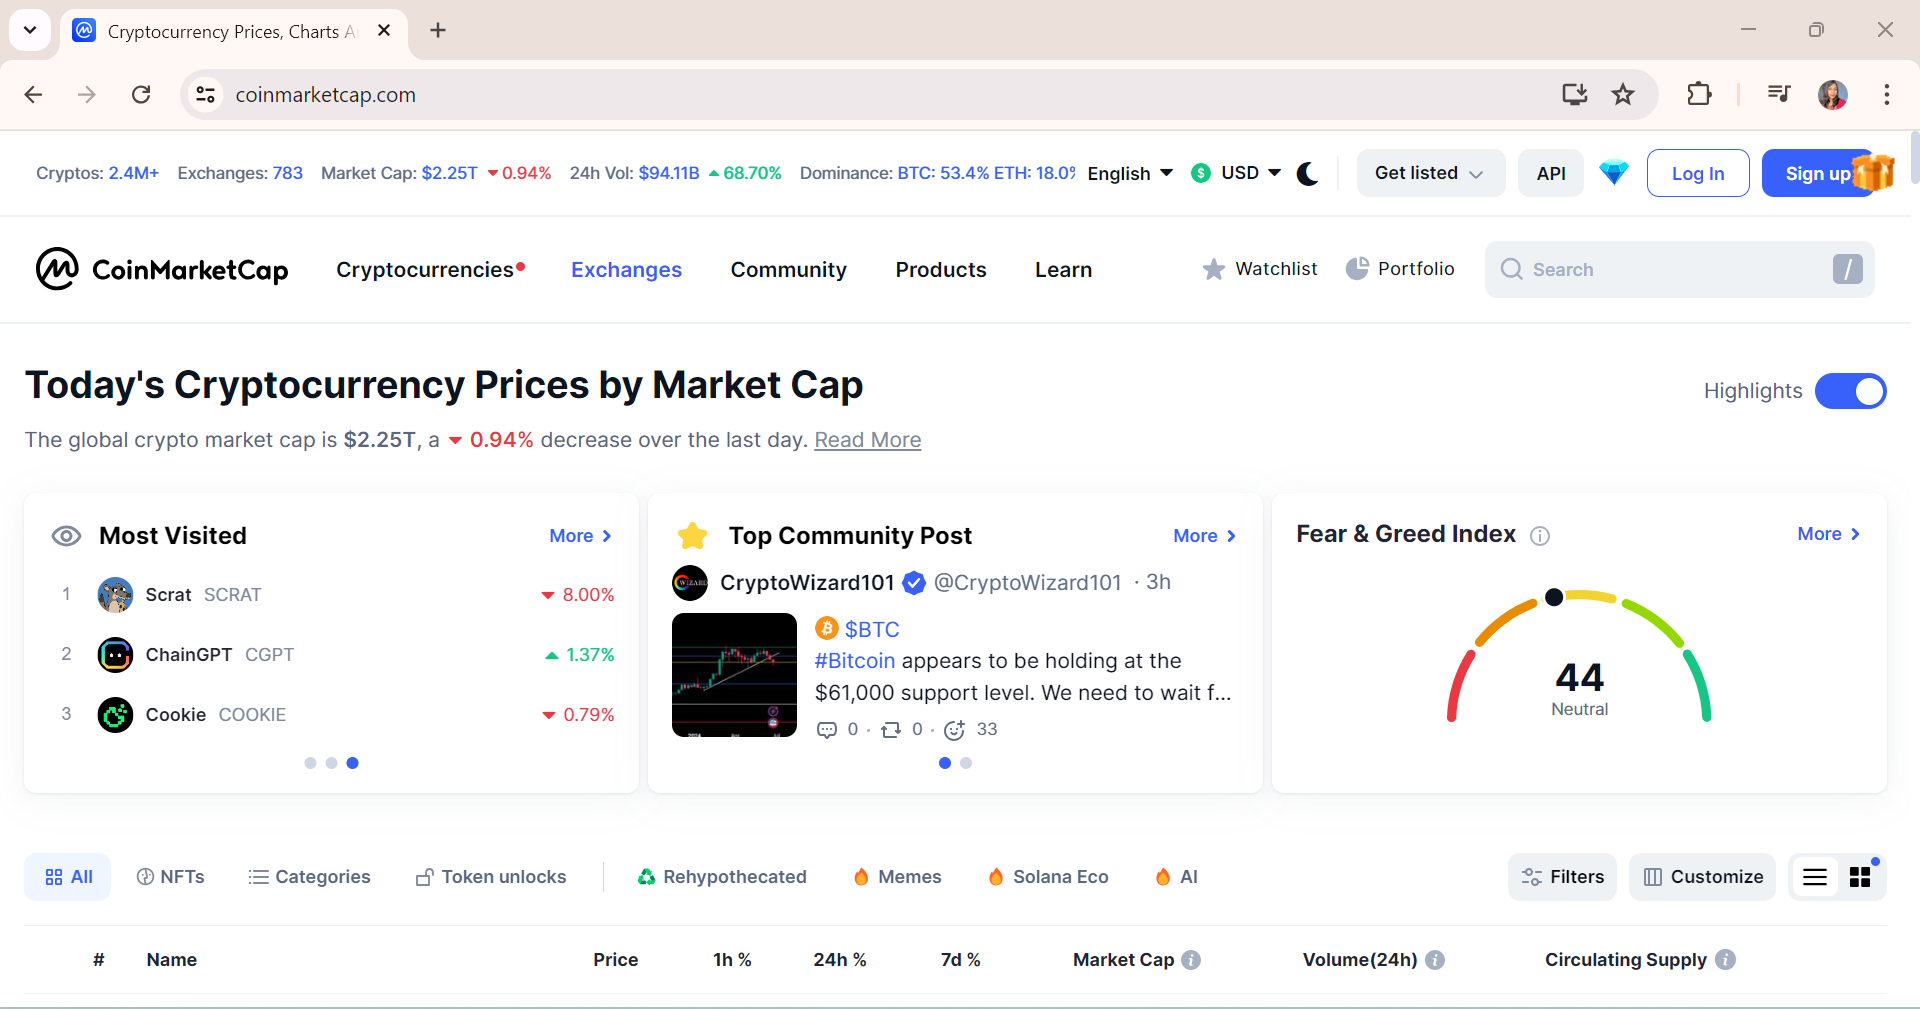 Cryptocurrency Prices, Charts A
coinmarketcap.com
Cryptos: 2.4M+ Exchanges: 783 Market Cap: $2.25T 0.94% 24h Vol: $94.11B 68.70% Dominance: BTC: 53.4% ETH: 18.0% English $ USD Get listed API Log In Sign up
CoinMarketCap Cryptocurrencies Exchanges Community Products Learn Watchlist Portfolio Search /
Today's Cryptocurrency Prices by Market Cap
Highlights
The global crypto market cap is $2.25T, a 0.94% decrease over the last day. Read More
Most Visited More
1 Scrat SCRAT 8.00%
2 ChainGPT CGPT 1.37%
3 Cookie COOKIE 0.79%
Top Community Post More
CryptoWizard101 @CryptoWizard101 · 3h
$BTC
#Bitcoin appears to be holding at the
$61,000 support level. We need to wait f...
0 · 0 · 33
Fear & Greed Index More
44
Neutral
All NFTs Categories Token unlocks Rehypothecated Memes Solana Eco AI Filters Customize
# Name Price 1h % 24h % 7d % Market Cap Volume(24h) Circulating Supply